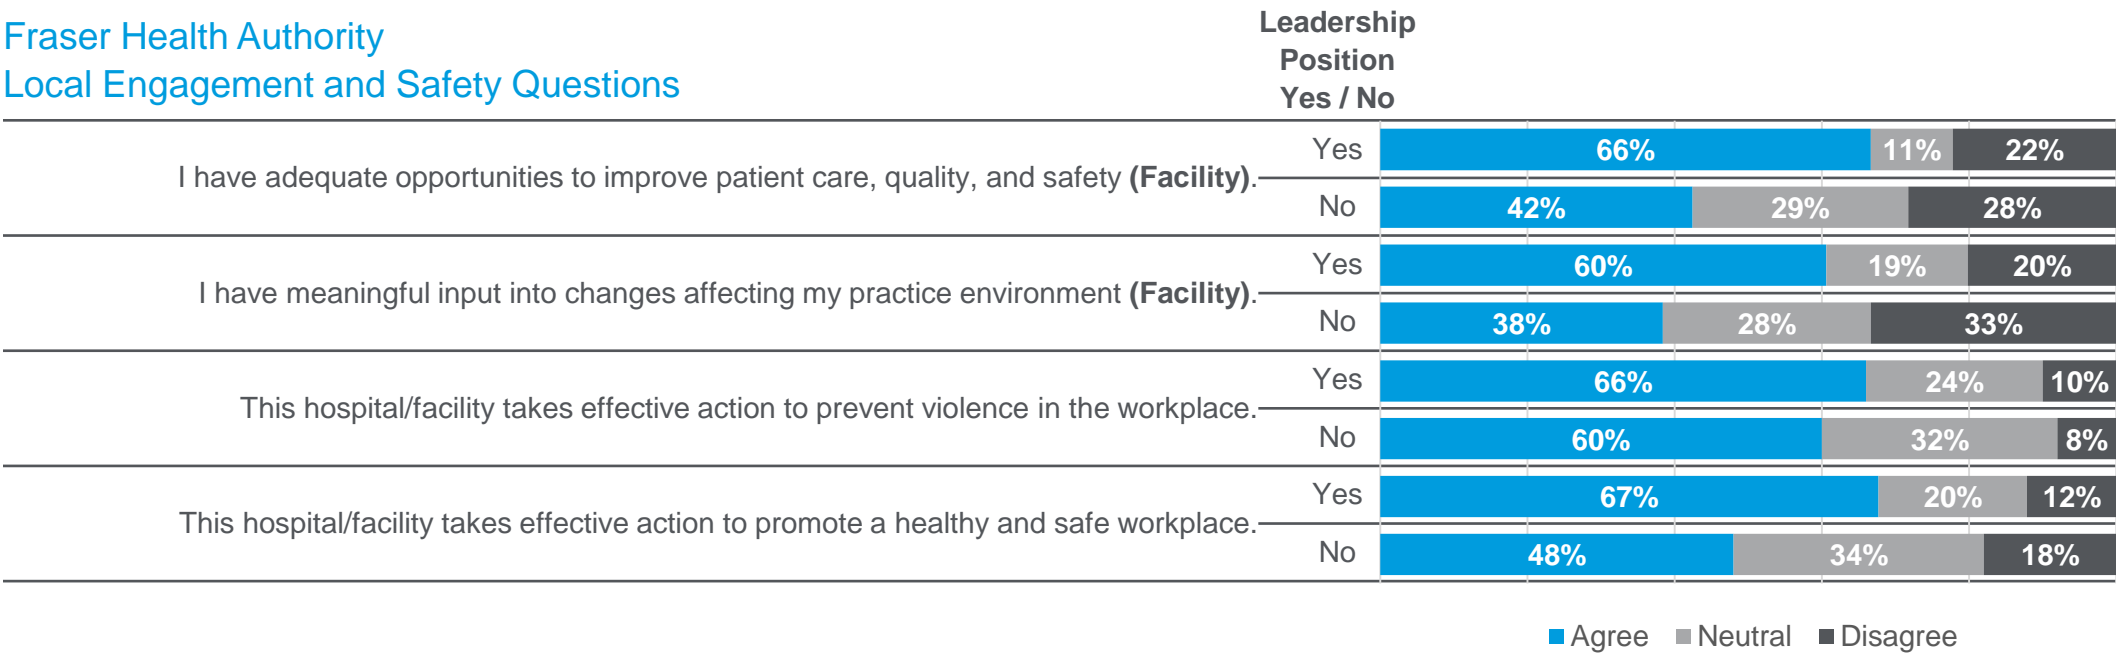 Fraser Health Authority
Local Engagement and Safety Questions
Leadership
Position
Yes / No
I have adequate opportunities to improve patient care, quality, and safety (Facility).
Yes
66% 11% 22%
No
42% 29% 28%
I have meaningful input into changes affecting my practice environment (Facility).
Yes
60% 19% 20%
No
38% 28% 33%
This hospital/facility takes effective action to prevent violence in the workplace.
Yes
66% 24% 10%
No
60% 32% 8%
This hospital/facility takes effective action to promote a healthy and safe workplace.
Yes
67% 20% 12%
No
48% 34% 18%
Agree Neutral Disagree